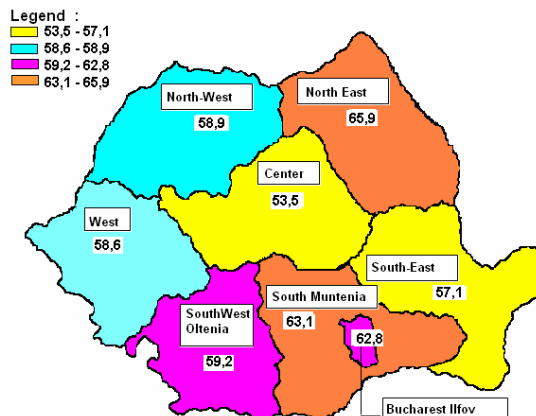 Legend :
53,5 - 57,1
58,6 - 58,9
59,2 - 62,8
63,1 - 65,9
North-West
58,9
North East
65,9
Center
53,5
West
58,6
South-East
57,1
SouthWest
Oltenia
59,2
South Muntenia
63,1
62,8
Bucharest Ilfov